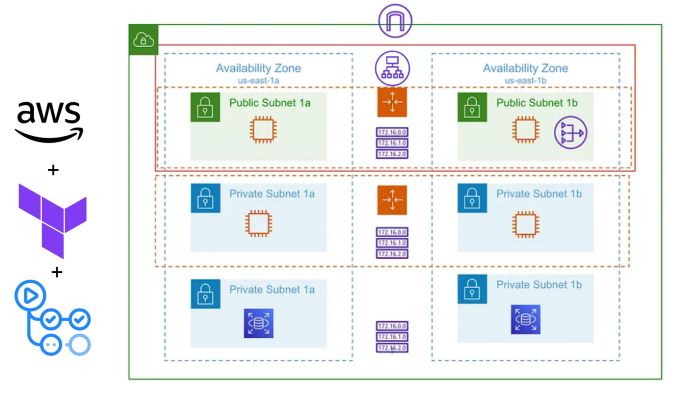 aws
+
+
Availability Zone
us-east-1a
Availability Zone
us-east-1b
Public Subnet 1a
Public Subnet 1b
172.16.0.0
172.16.1.0
172.16.2.0
Private Subnet 1a
Private Subnet 1b
172.16.0.0
172.16.1.0
172.16.2.0
Private Subnet 1a
Private Subnet 1b
172.16.0.0
172.16.1.0
172.16.2.0